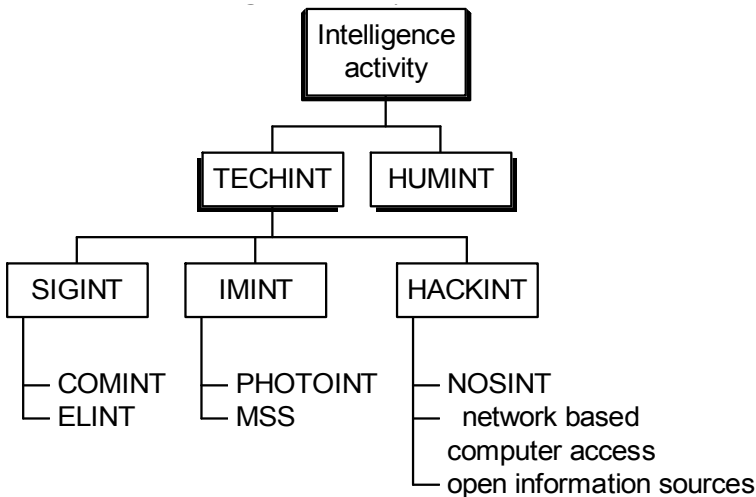 Intelligence
activity
TECHINT
HUMINT
SIGINT
IMINT
HACKINT
COMINT
ELINT
PHOTOINT
MSS
NOSINT
network based
computer access
open information sources